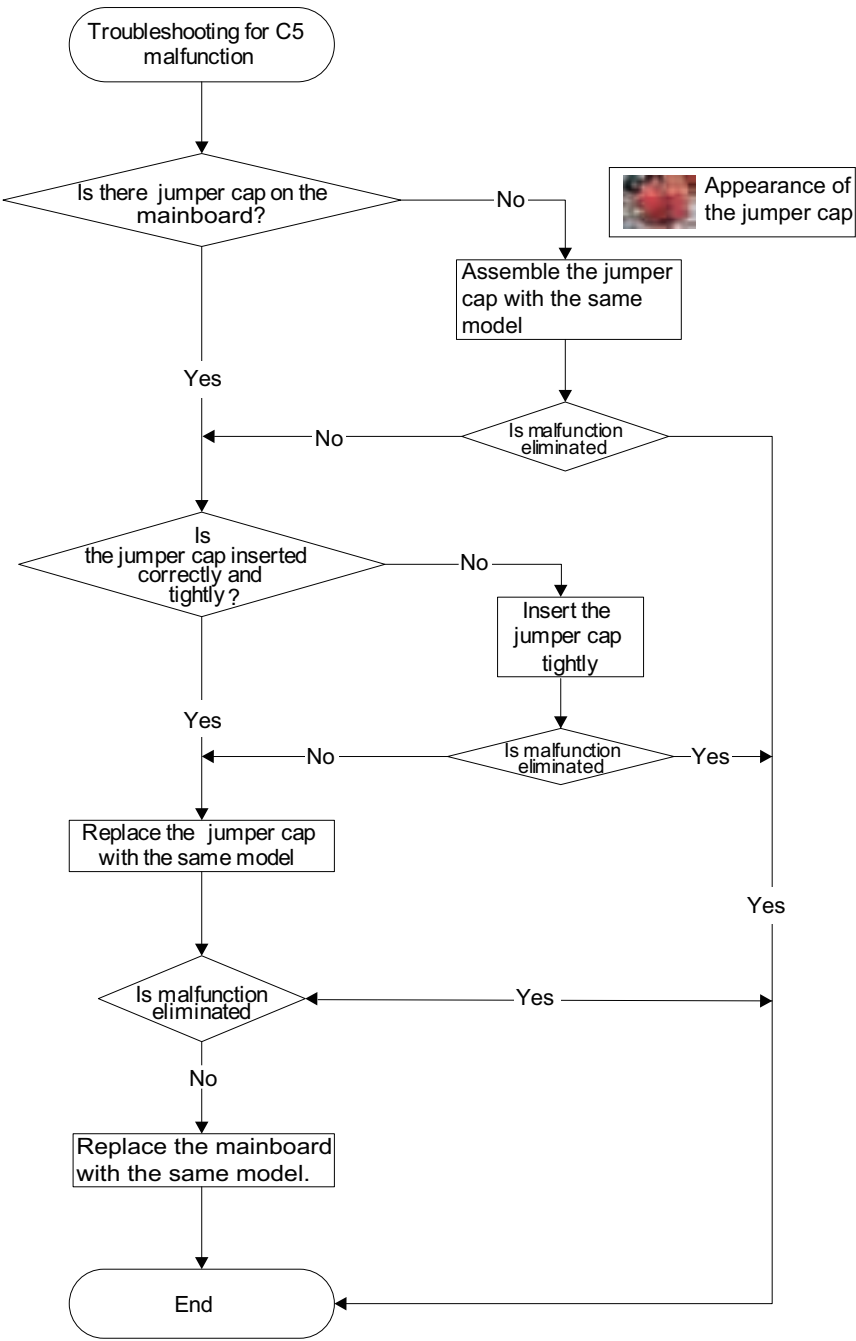 Troubleshooting for C5
malfunction
Is there jumper cap on the
mainboard?
No
Appearance of
the jumper cap
Assemble the jumper
cap with the same
model
Yes
Is malfunction
eliminated
No
Is
the jumper cap inserted
correctly and
tightly?
No
Insert the
jumper cap
tightly
Yes
Is malfunction
eliminated
No
Yes
Replace the jumper cap
with the same model
Yes
Is malfunction
eliminated
Yes
No
Replace the mainboard
with the same model.
End